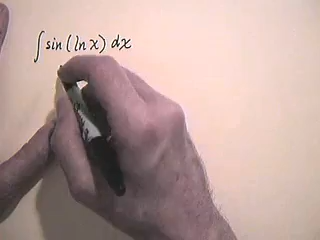 ∫ sin (ln x) dx